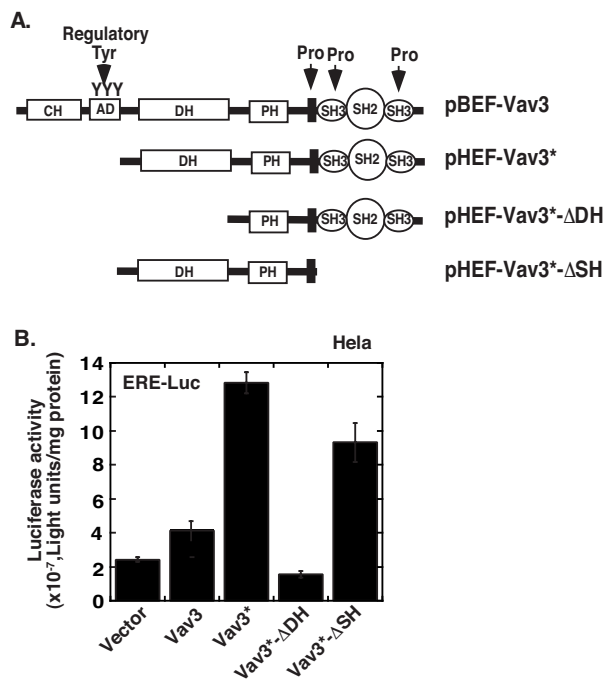 A.
Regulatory
Tyr
Pro Pro Pro
YYY
CH AD DH PH SH3 SH2 SH3 pBEF-Vav3
DH PH SH3 SH2 SH3 pHEF-Vav3*
PH SH3 SH2 SH3 pHEF-Vav3*-ΔDH
DH PH pHEF-Vav3*-ΔSH
B.
Hela
ERE-Luc
Luciferase activity
(x10⁻⁷,Light units/mg protein)
14
12
10
8
6
4
2
0
Vector Vav3 Vav3* Vav3*-ΔDH Vav3*-ΔSH